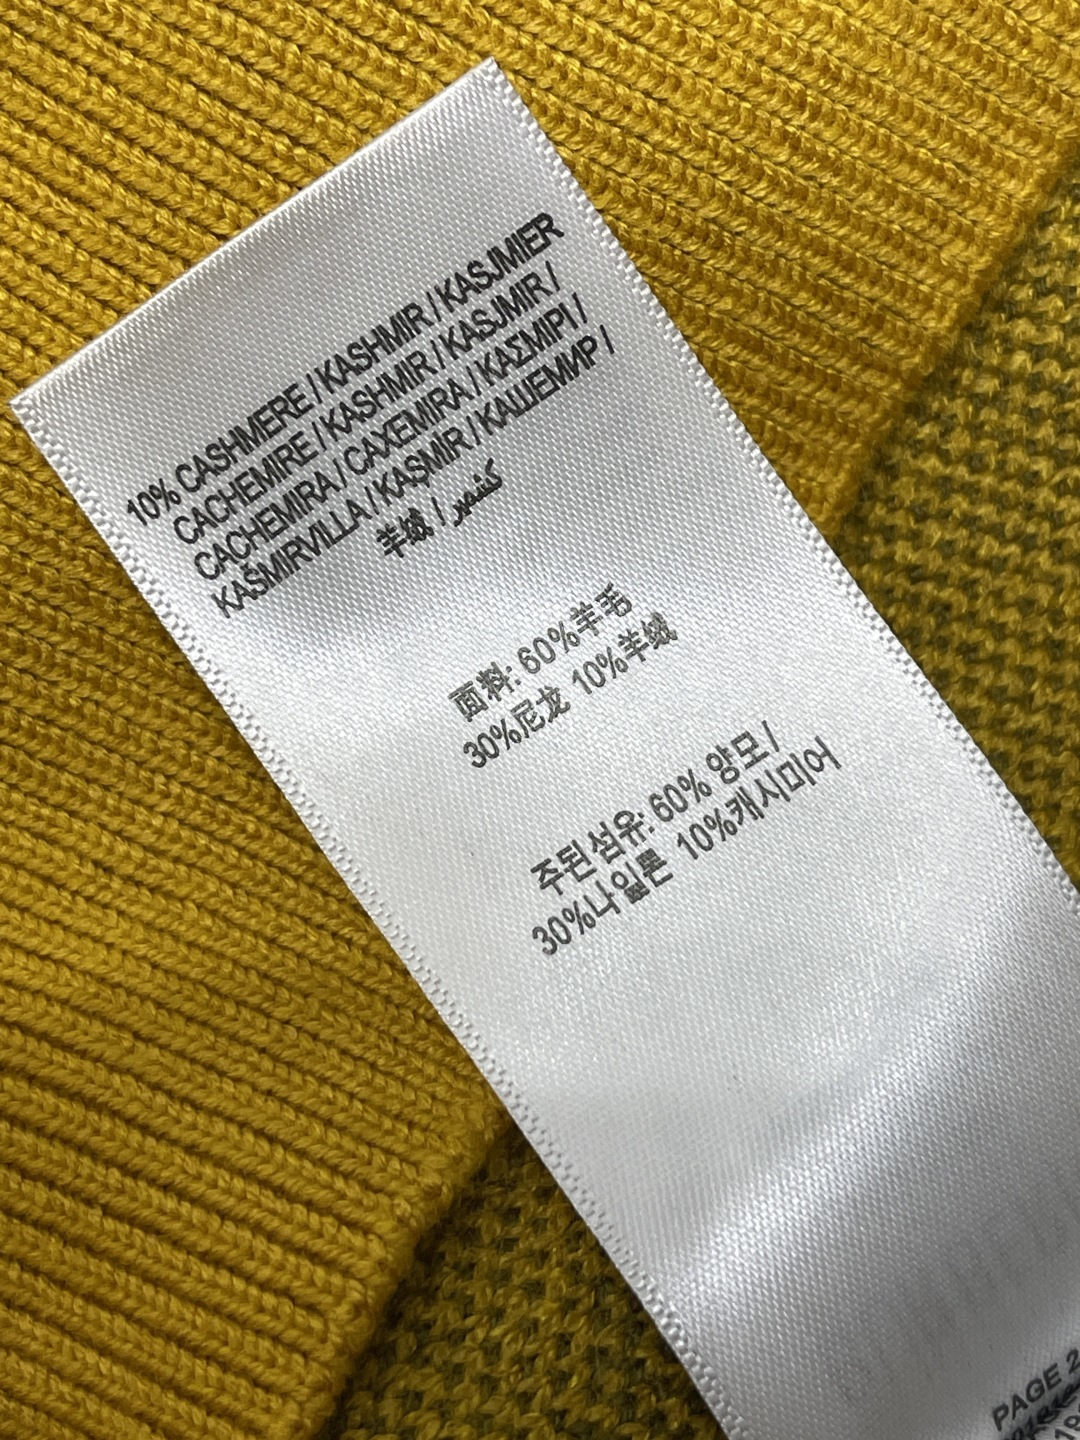 10% CASHMERE / KASHMIR / KASJMIER
CACHEMIRE / KASHMIR / KASJMIR /
CACHEMIRA / CAXEMIRA / ΚΑΣΜΙΡΙ /
KAŠMIRVILLA / KAŞMİR / КАШЕМИР /
羊绒 / كشمير
面料: 60%羊毛
30%尼龙 10%羊绒
주된섬유: 60% 양모 /
30%나일론 10%캐시미어
PAGE 2